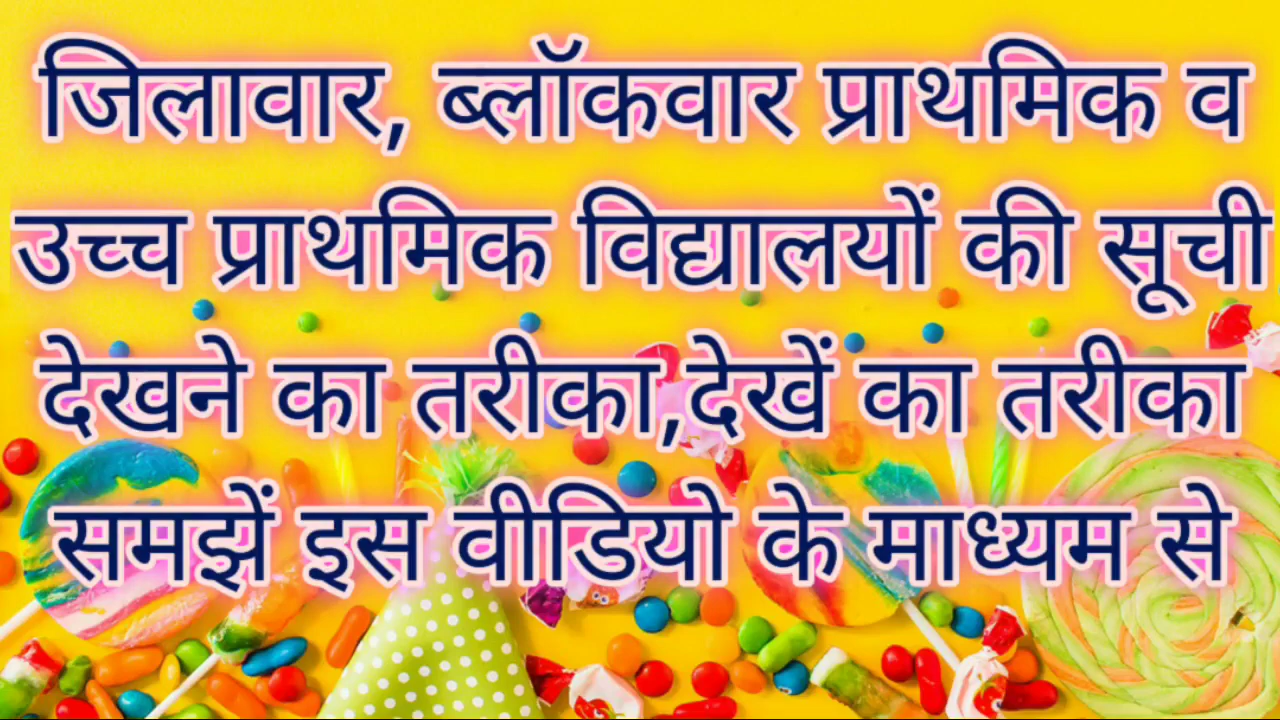 जिलावार, ब्लॉकवार प्राथमिक व
उच्च प्राथमिक विद्यालयों की सूची
देखने का तरीका,देखें का तरीका
समझें इस वीडियो के माध्यम से